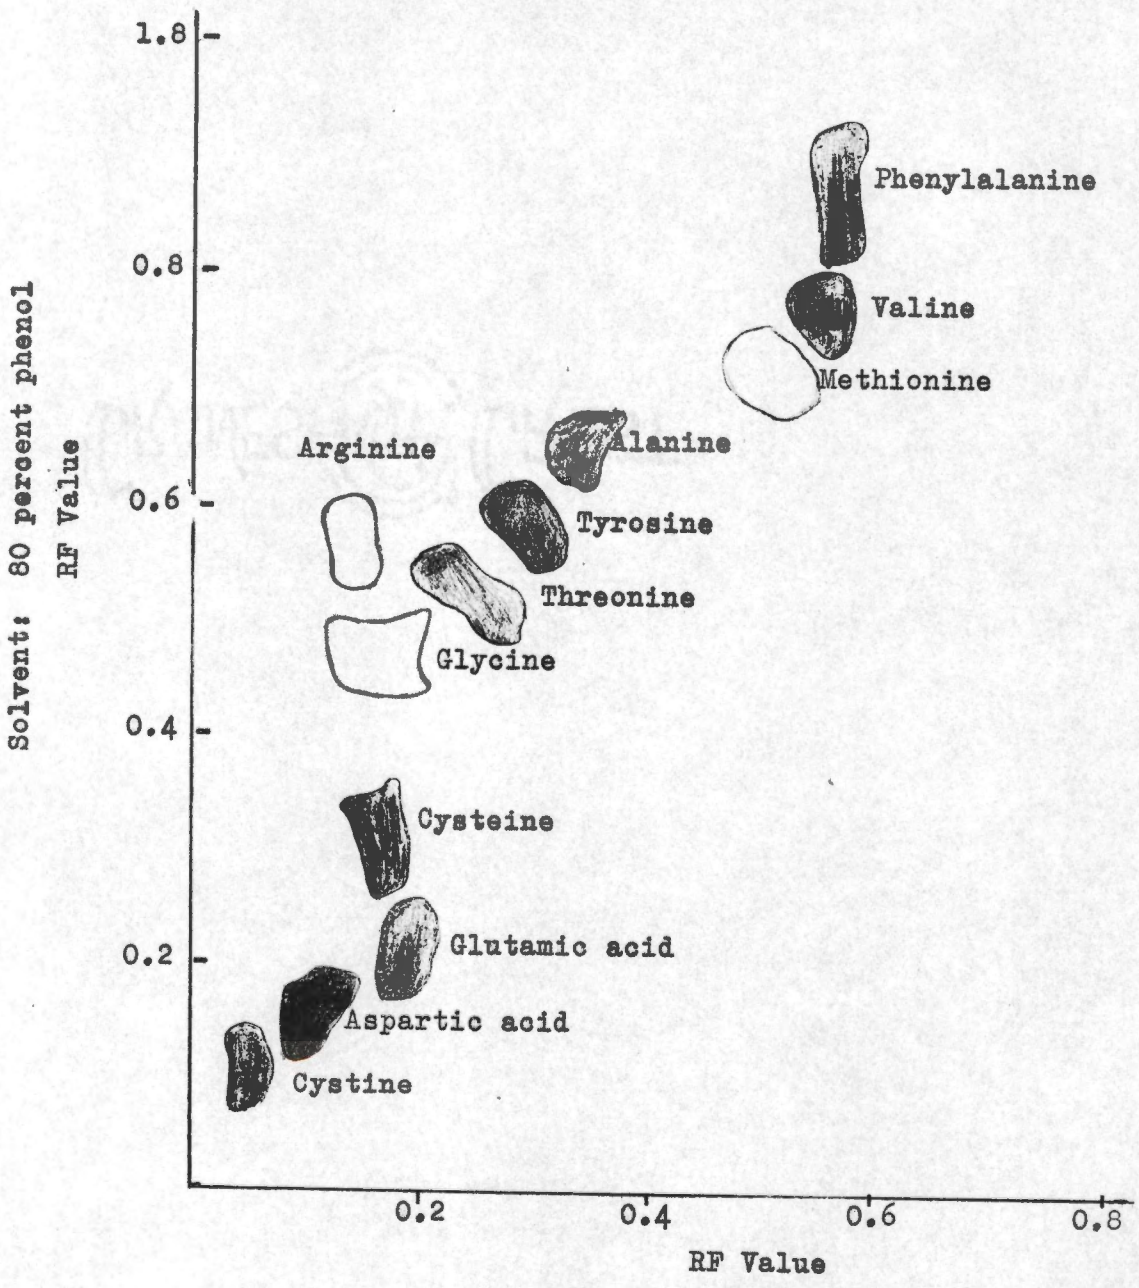 1.8
Phenylalanine
0.8
Valine
Methionine
Solvent: 80 percent phenol
RF Value
Arginine
Alanine
0.6
Tyrosine
Threonine
Glycine
0.4
Cysteine
0.2
Glutamic acid
Aspartic acid
Cystine
0.2
0.4
0.6
0.8
RF Value